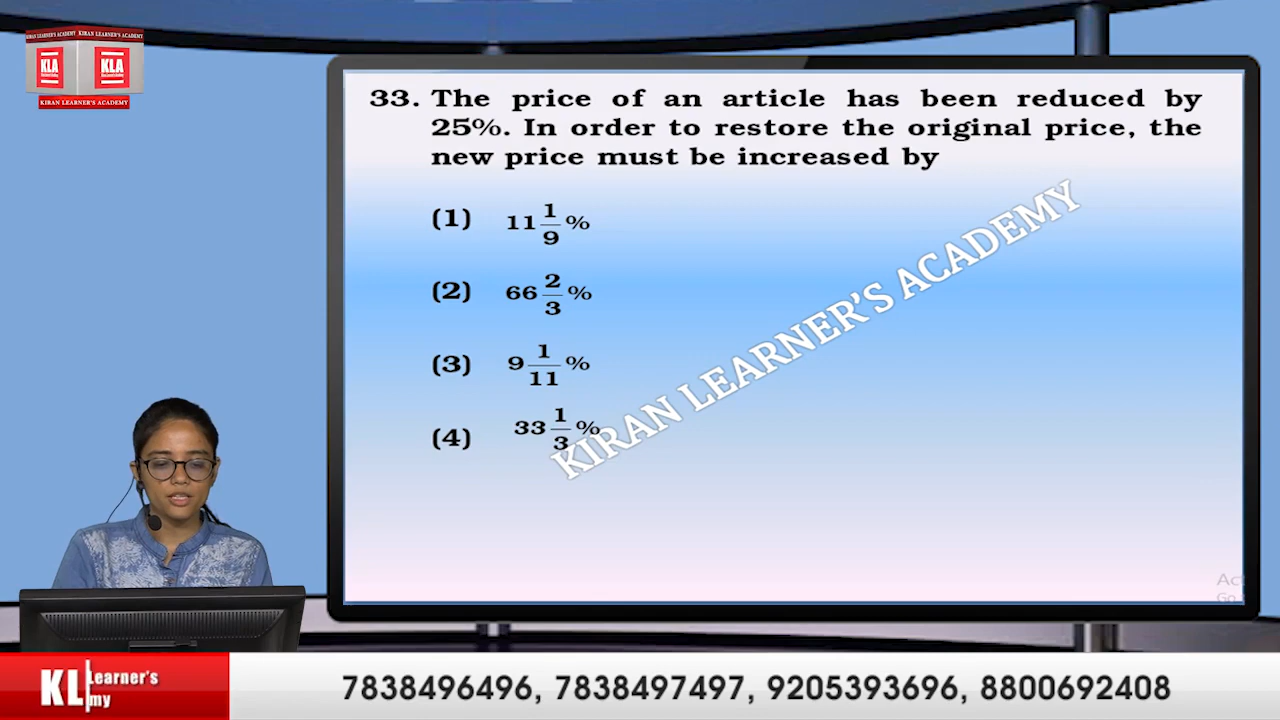 KIRAN LEARNER'S ACADEMY KIRAN LEARNER'S ACADEMY
KLA KLA
KIRAN LEARNER'S ACADEMY
33. The price of an article has been reduced by
25%. In order to restore the original price, the
new price must be increased by
(1) 11 1/9 %
(2) 66 2/3 %
(3) 9 1/11 %
(4) 33 1/3 %
KIRAN LEARNER'S ACADEMY
KL Learner's
my
7838496496, 7838497497, 9205393696, 8800692408